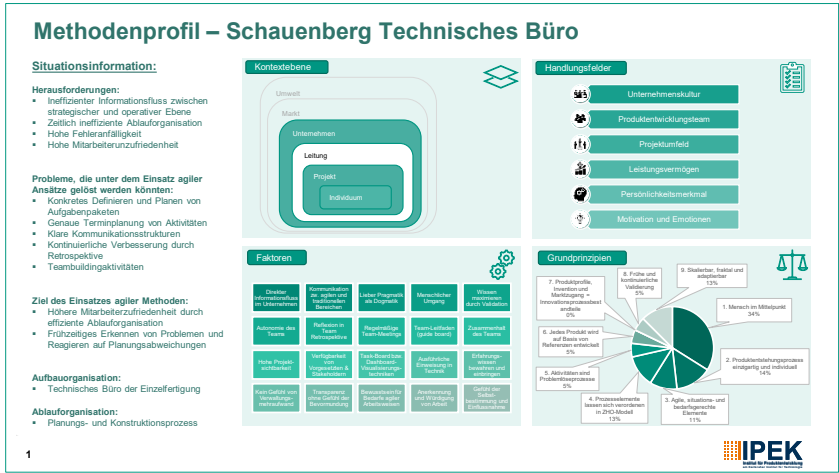 Methodenprofil – Schauenberg Technisches Büro
Situationsinformation:
Herausforderungen:
▪ Ineffizienter Informationsfluss zwischen
strategischer und operativer Ebene
▪ Zeitlich ineffiziente Ablauforganisation
▪ Hohe Fehleranfälligkeit
▪ Hohe Mitarbeiterunzufriedenheit
Probleme, die unter dem Einsatz agiler
Ansätze gelöst werden könnten:
▪ Konkretes Definieren und Planen von
Aufgabenpaketen
▪ Genaue Terminplanung von Aktivitäten
▪ Klare Kommunikationsstrukturen
▪ Kontinuierliche Verbesserung durch
Retrospektive
▪ Teambuildingaktivitäten
Ziel des Einsatzes agiler Methoden:
▪ Höhere Mitarbeiterzufriedenheit durch
effiziente Ablauforganisation
▪ Frühzeitiges Erkennen von Problemen und
Reagieren auf Planungsabweichungen
Aufbauorganisation:
▪ Technisches Büro der Einzelfertigung
Ablauforganisation:
▪ Planungs- und Konstruktionsprozess
Kontextebene
Umwelt
Markt
Unternehmen
Leitung
Projekt
Individuum
Handlungsfelder
Unternehmenskultur
Produktentwicklungsteam
Projektumfeld
Leistungsvermögen
Persönlichkeitsmerkmal
Motivation und Emotionen
Faktoren
Direkter
Informationsfluss
im Unternehmen
Kommunikation
zw. agilen und
traditionellen
Bereichen
Lieber Pragmatik
als Dogmatik
Menschlicher
Umgang
Wissen
maximieren
durch Validation
Autonomie des
Teams
Reflexion in
Team
Retrospektive
Regelmäßige
Team-Meetings
Team-Leitfaden
(guide board)
Zusammenhalt
des Teams
Hohe Projekt-
sichtbarkeit
Verfügbarkeit
von
Vorgesetzten &
Stakeholdern
Task-Board bzw.
Dashboard-
Visualisierungs-
techniken
Ausführliche
Einweisung in
Technik
Erfahrungs-
wissen
bewahren und
einbringen
Kein Gefühl von
Verwaltungs-
mehraufwand
Transparenz
ohne Gefühl der
Bevormundung
Bewusstsein für
Bedarfe agiler
Arbeitsweisen
Anerkennung
und Würdigung
von Arbeit
Gefühl der
Selbst-
bestimmung und
Einflussnahme
Grundprinzipien
7. Produktprofile,
Invention und
Marktzugang =
Innovationsprozessbest
andteile
0%
8. Frühe und
kontinuierliche
Validierung
5%
9. Skalierbar, fraktal und
adaptierbar
13%
1. Mensch im Mittelpunkt
34%
6. Jedes Produkt wird
auf Basis von
Referenzen entwickelt
5%
2. Produktentstehungsprozess
einzigartig und individuell
14%
5. Aktivitäten sind
Problemlöseprozesse
5%
4. Prozesselemente
lassen sich verordenen
in ZHO-Modell
13%
3. Agile, situations- und
bedarfsgerechte
Elemente
11%
1
IPEK
Institut für Produktentwicklung